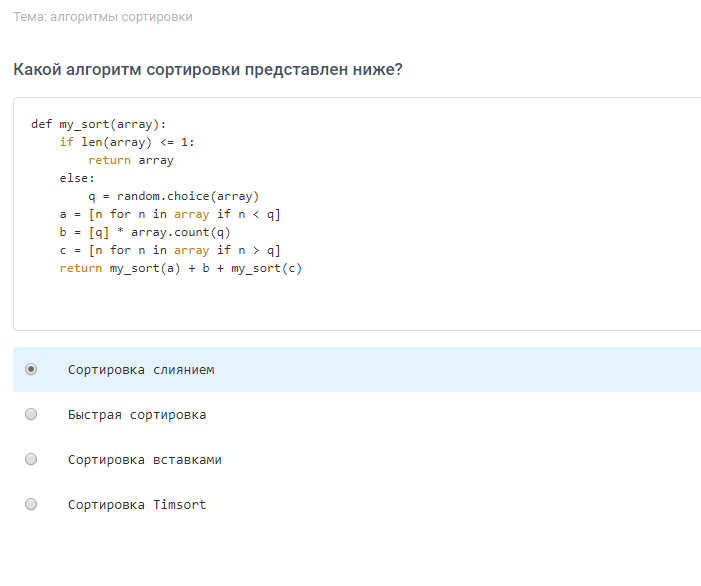 Тема: алгоритмы сортировки
Какой алгоритм сортировки представлен ниже?
def my_sort(array):
    if len(array) <= 1:
        return array
    else:
        q = random.choice(array)
    a = [n for n in array if n < q]
    b = [q] * array.count(q)
    c = [n for n in array if n > q]
    return my_sort(a) + b + my_sort(c)
Сортировка слиянием
Быстрая сортировка
Сортировка вставками
Сортировка Timsort